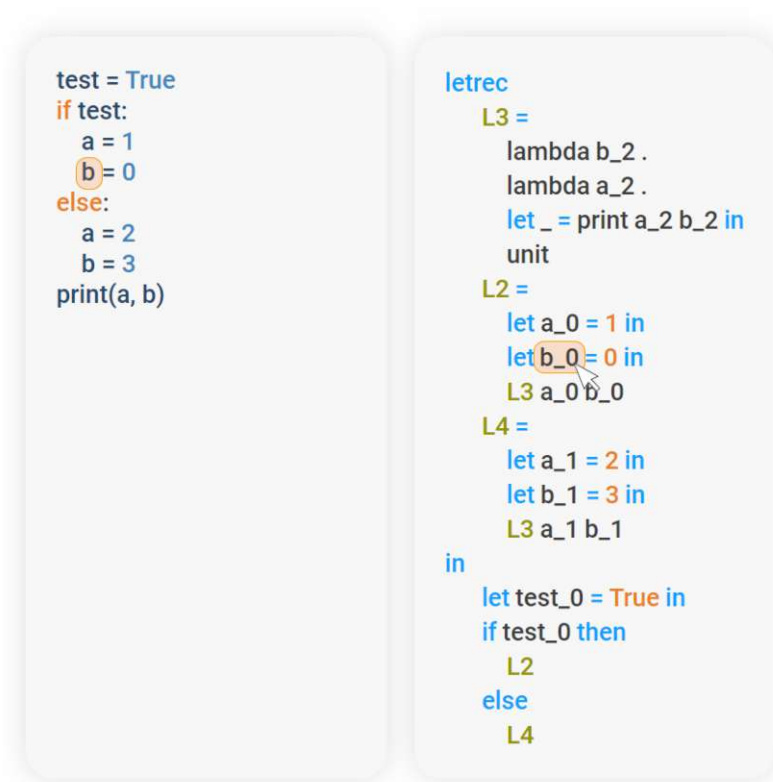 test = True
if test:
a = 1
b = 0
else:
a = 2
b = 3
print(a, b)
letrec
L3 =
lambda b_2 .
lambda a_2 .
let _ = print a_2 b_2 in
unit
L2 =
let a_0 = 1 in
let b_0 = 0 in
L3 a_0 b_0
L4 =
let a_1 = 2 in
let b_1 = 3 in
L3 a_1 b_1
in
let test_0 = True in
if test_0 then
L2
else
L4